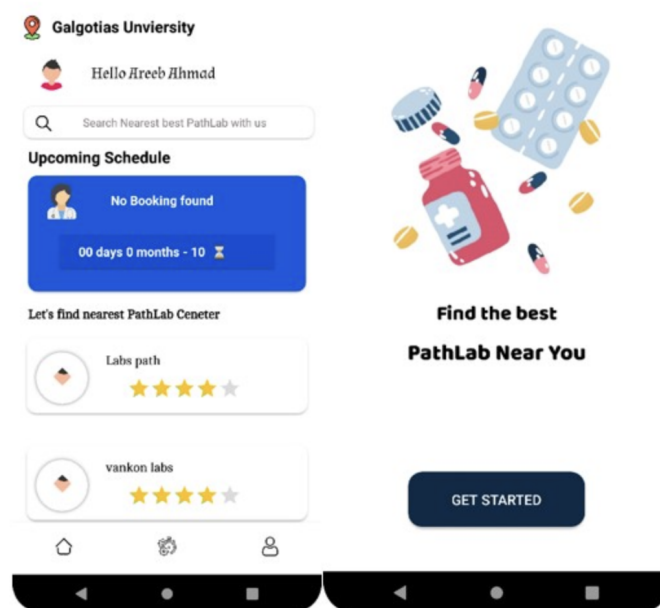 Galgotias Unviersity
Hello Areeb Ahmad
Search Nearest best PathLab with us
Upcoming Schedule
No Booking found
00 days 0 months - 10
Let's find nearest PathLab Ceneter
Labs path
vankon labs
Find the best
PathLab Near You
GET STARTED